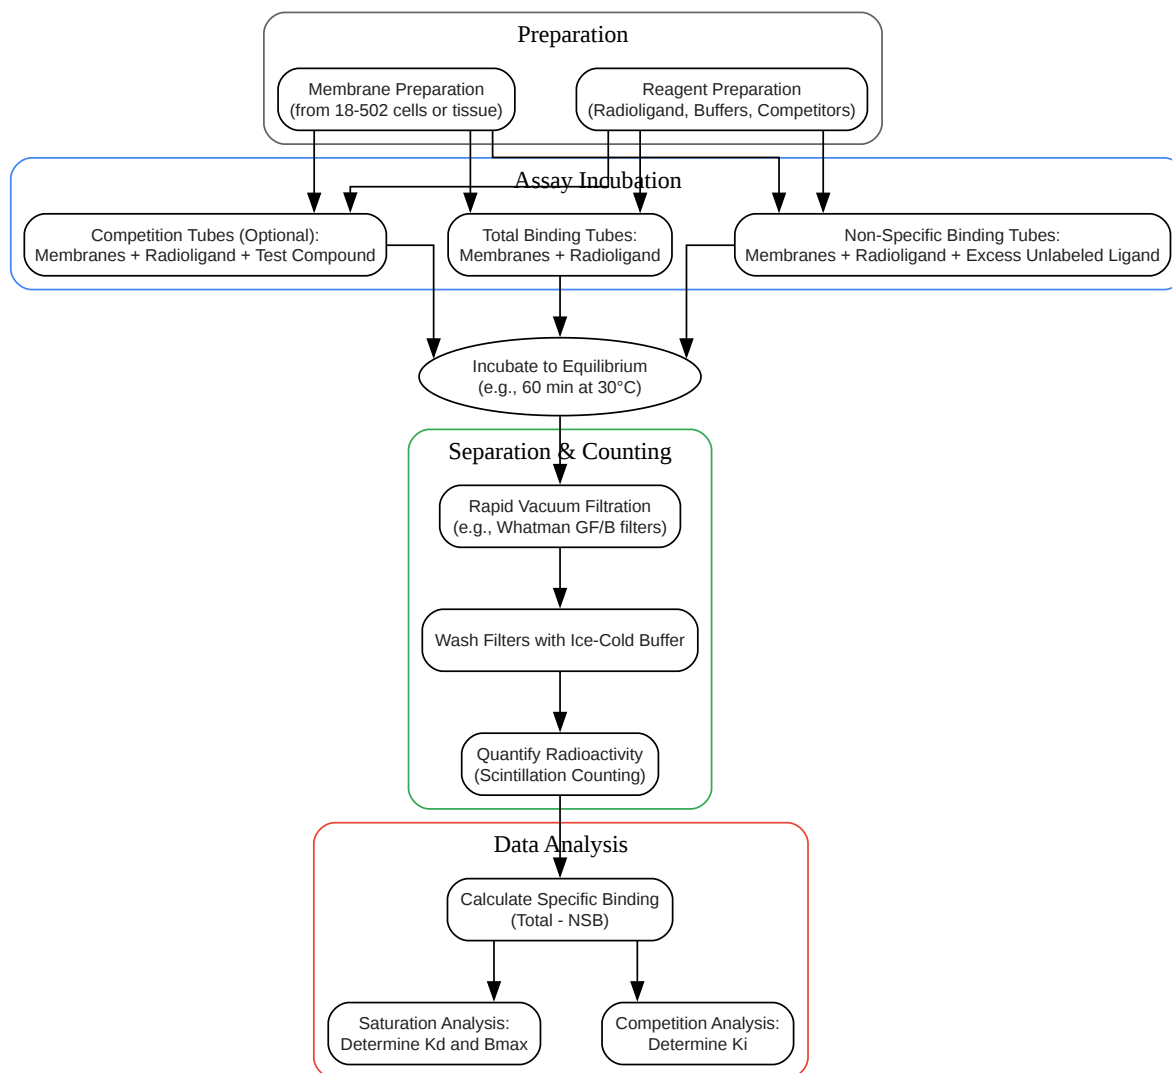 Preparation
Membrane Preparation
(from 18-502 cells or tissue)
Reagent Preparation
(Radioligand, Buffers, Competitors)
Assay Incubation
Competition Tubes (Optional):
Membranes + Radioligand + Test Compound
Total Binding Tubes:
Membranes + Radioligand
Non-Specific Binding Tubes:
Membranes + Radioligand + Excess Unlabeled Ligand
Incubate to Equilibrium
(e.g., 60 min at 30°C)
Separation & Counting
Rapid Vacuum Filtration
(e.g., Whatman GF/B filters)
Wash Filters with Ice-Cold Buffer
Quantify Radioactivity
(Scintillation Counting)
Data Analysis
Calculate Specific Binding
(Total - NSB)
Saturation Analysis:
Determine Kd and Bmax
Competition Analysis:
Determine Ki